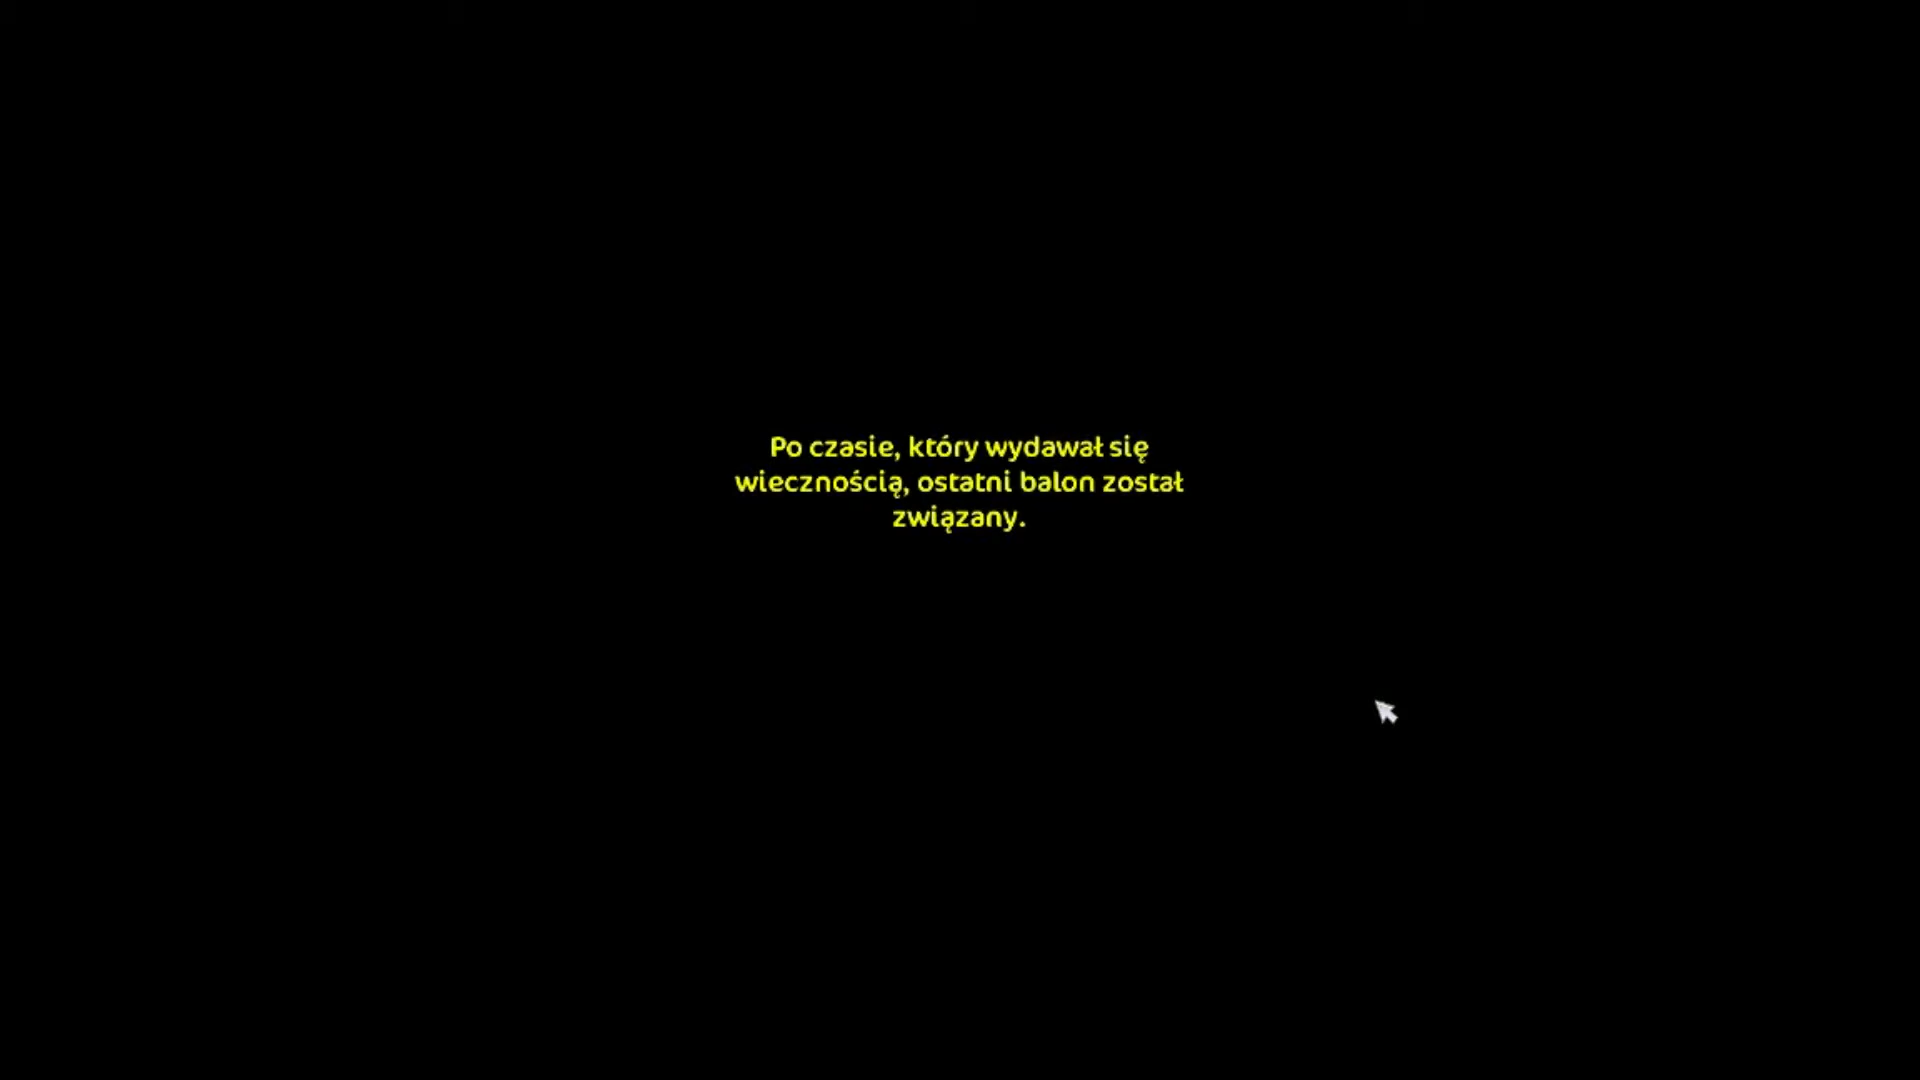 Po czasie, który wydawał się
wiecznością, ostatni balon został
związany.